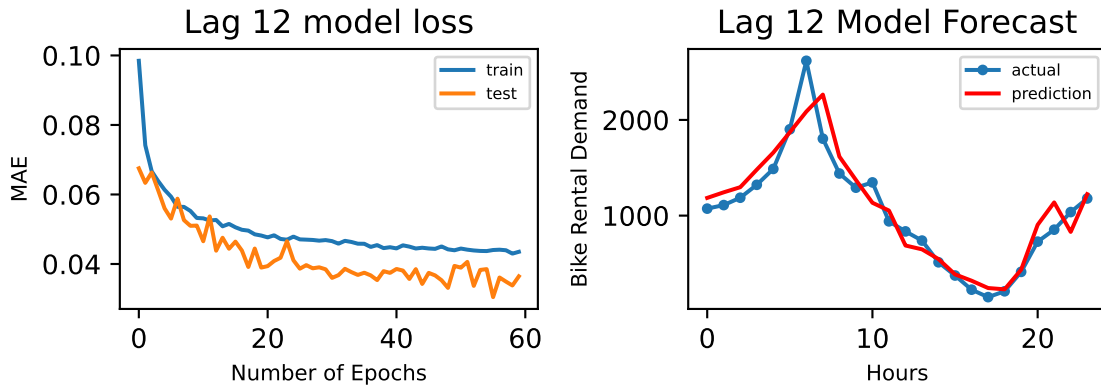 Lag 12 model loss
0.10
0.08
0.06
0.04
MAE
train
test
0
20
40
60
Number of Epochs
Lag 12 Model Forecast
2000
1000
Bike Rental Demand
actual
prediction
0
10
20
Hours